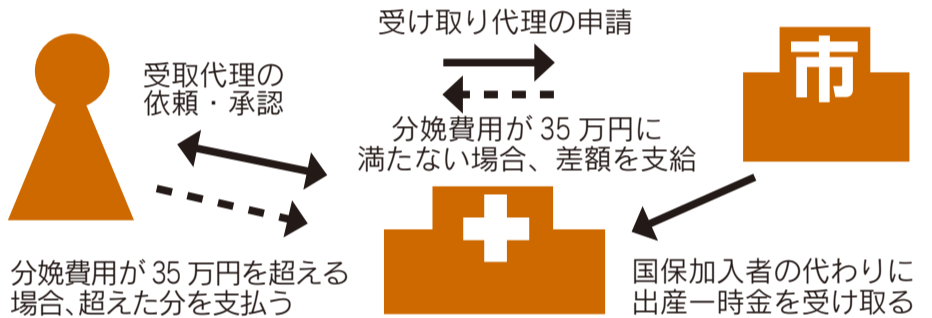 受け取り代理の申請
市
受取代理の
依頼・承認
分娩費用が35万円に
満たない場合、差額を支給
分娩費用が35万円を超える
場合、超えた分を支払う
国保加入者の代わりに
出産一時金を受け取る